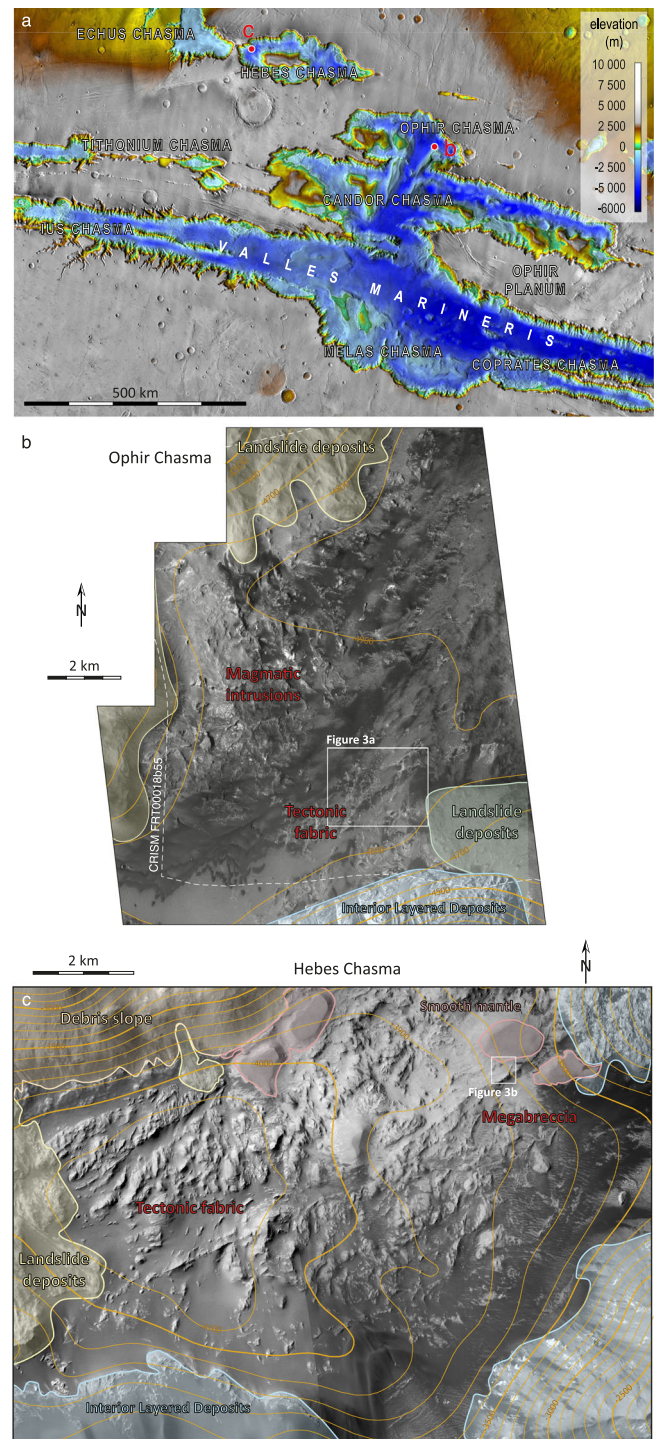 a
ECHUS CHASMA
c
HEBES CHASMA
elevation
(m)
10 000
5 000
2 500
0
-2 500
-5 000
-6000
OPHIR CHASMA
b
TITHONIUM CHASMA
CANDOR CHASMA
IUS CHASMA
VALLES MARINERIS
OPHIR
PLANUM
MELAS CHASMA
COPRATES CHASMA
500 km
b
Ophir Chasma
Landslide deposits
-4700
N
2 km
Magmatic
intrusions
Figure 3a
Tectonic
fabric
Landslide
deposits
CRISM FRT00018b55
Interior Layered Deposits
2 km
Hebes Chasma
N
c
Debris slope
Smooth mantle
Figure 3b
Megabreccia
Tectonic fabric
Landslide
deposits
Interior Layered Deposits
-3000
-2500